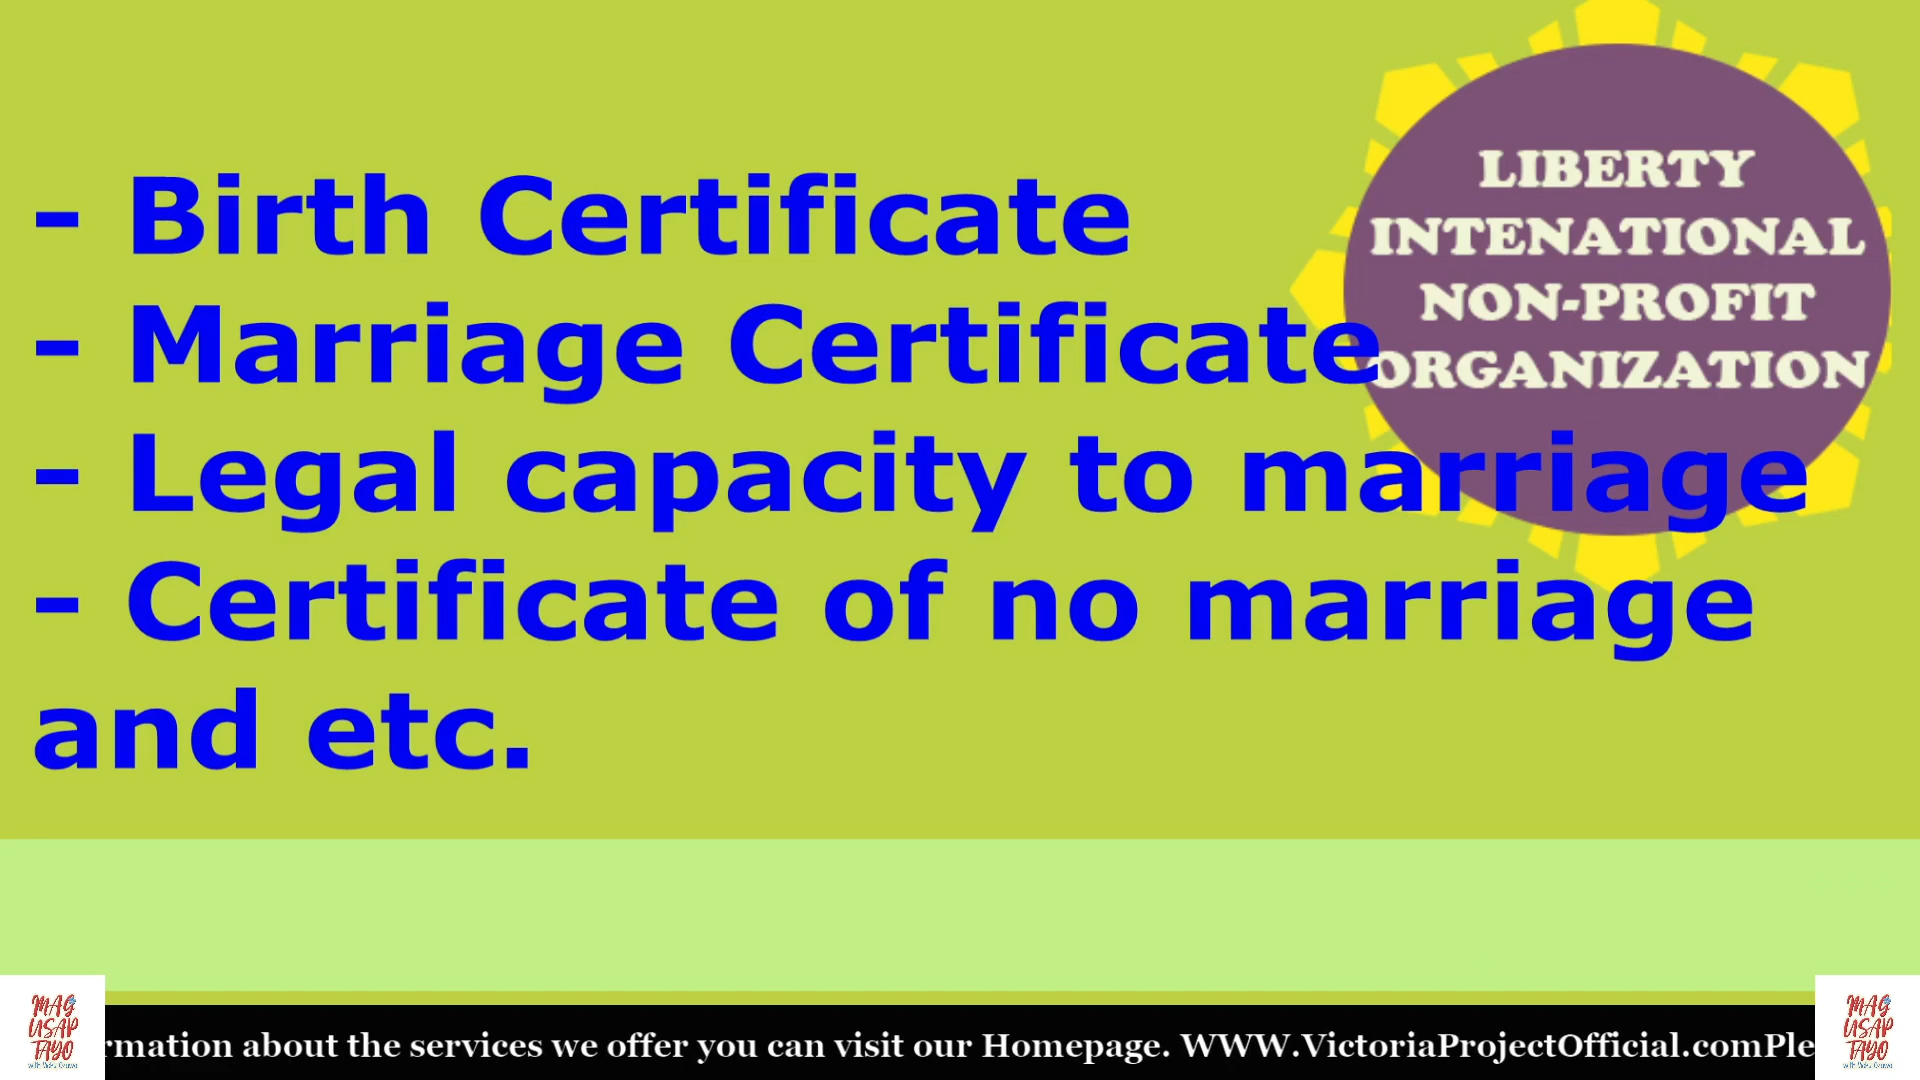 LIBERTY
INTENATIONAL
NON-PROFIT
ORGANIZATION
- Birth Certificate
- Marriage Certificate
- Legal capacity to marriage
- Certificate of no marriage
and etc.
MAG
USAP
TAYO
rmation about the services we offer you can visit our Homepage. WWW.VictoriaProjectOfficial.comPle
MAG
USAP
TAYO